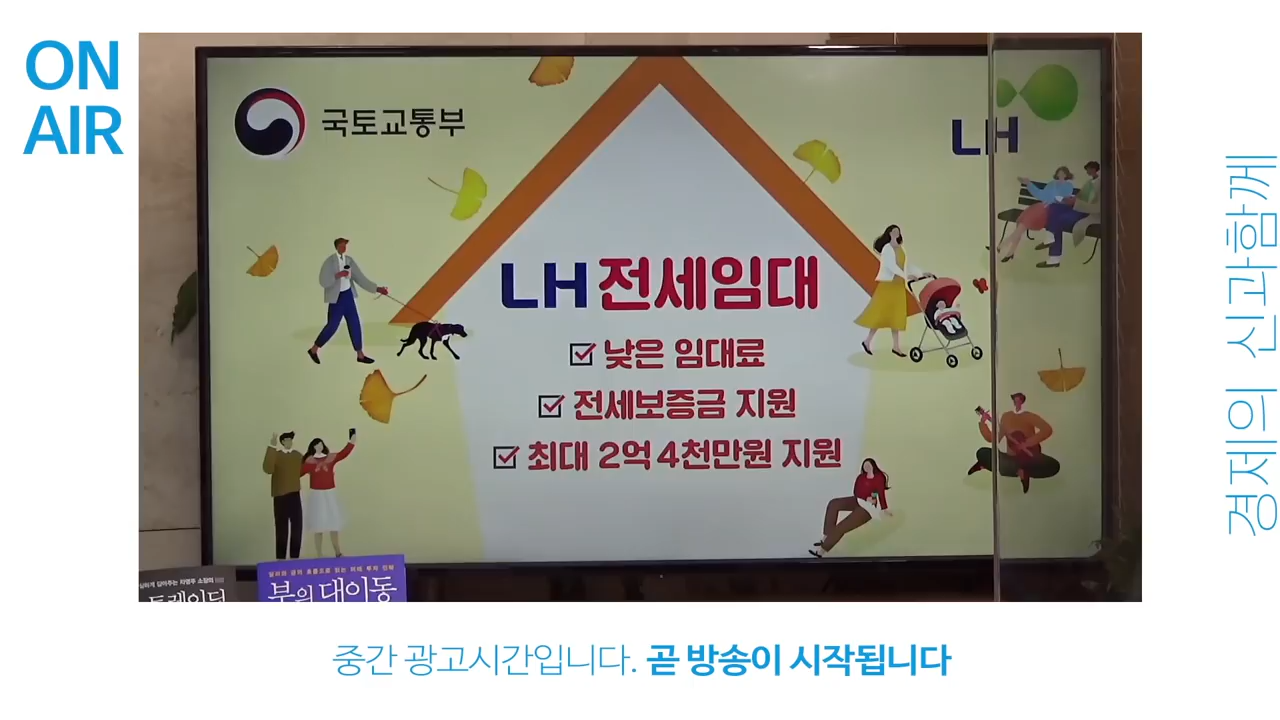 ON
AIR
국토교통부
LH
LH 전세임대
낮은 임대료
전세보증금 지원
최대 2억 4천만원 지원
경제의 신과함께
부의 대이동
중간 광고시간입니다. 곧 방송이 시작됩니다